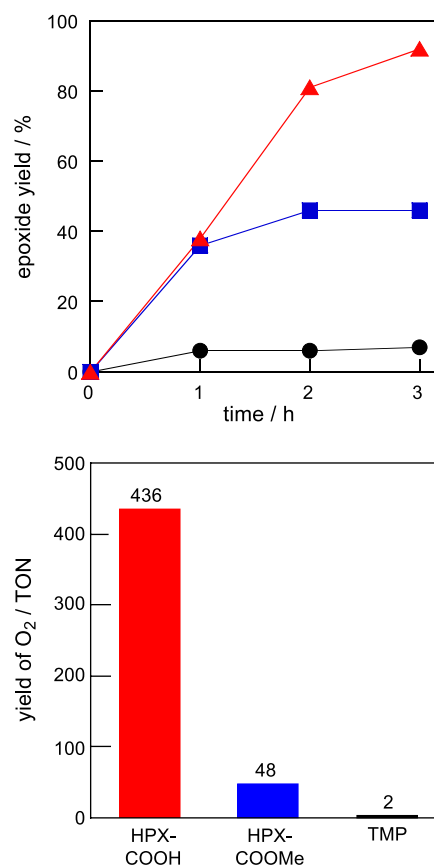 100
80
60
40
20
0
0
1
2
3
epoxide yield / %
time / h
500
400
300
200
100
0
yield of O₂ / TON
436
48
2
HPX-
COOH
HPX-
COOMe
TMP